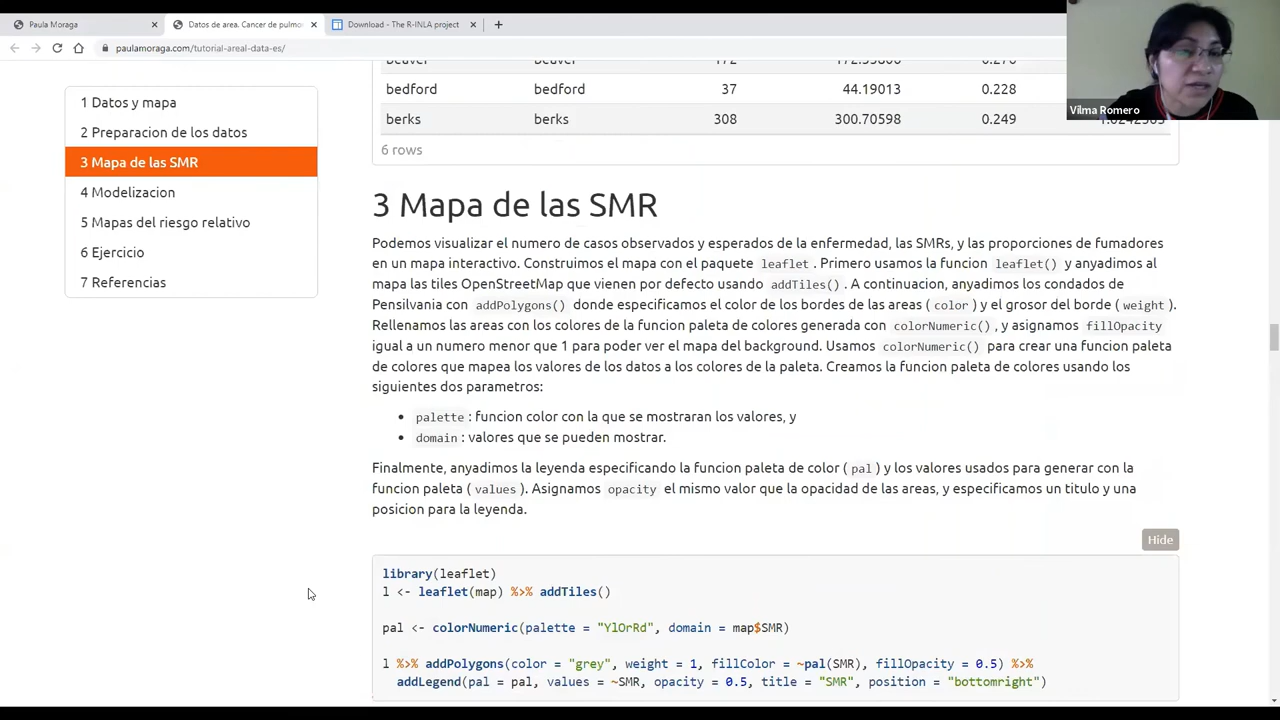 Paula Moraga
Datos de area. Cancer de pulmo
Download - The R-INLA project
paulamoraga.com/tutorial-areal-data-es/
Vilma Romero
1 Datos y mapa
2 Preparacion de los datos
3 Mapa de las SMR
4 Modelizacion
5 Mapas del riesgo relativo
6 Ejercicio
7 Referencias
bedford bedford 37 44.19013 0.228
berks berks 308 300.70598 0.249
6 rows
3 Mapa de las SMR
Podemos visualizar el numero de casos observados y esperados de la enfermedad, las SMRs, y las proporciones de fumadores
en un mapa interactivo. Construimos el mapa con el paquete leaflet . Primero usamos la funcion leaflet() y anyadimos al
mapa las tiles OpenStreetMap que vienen por defecto usando addTiles() . A continuacion, anyadimos los condados de
Pensilvania con addPolygons() donde especificamos el color de los bordes de las areas ( color ) y el grosor del borde ( weight ).
Rellenamos las areas con los colores de la funcion paleta de colores generada con colorNumeric() , y asignamos fillOpacity
igual a un numero menor que 1 para poder ver el mapa del background. Usamos colorNumeric() para crear una funcion paleta
de colores que mapea los valores de los datos a los colores de la paleta. Creamos la funcion paleta de colores usando los
siguientes dos parametros:
• palette : funcion color con la que se mostraran los valores, y
• domain : valores que se pueden mostrar.
Finalmente, anyadimos la leyenda especificando la funcion paleta de color ( pal ) y los valores usados para generar con la
funcion paleta ( values ). Asignamos opacity el mismo valor que la opacidad de las areas, y especificamos un titulo y una
posicion para la leyenda.
Hide
library(leaflet)
l <- leaflet(map) %>% addTiles()
pal <- colorNumeric(palette = "YlOrRd", domain = map$SMR)
l %>% addPolygons(color = "grey", weight = 1, fillColor = ~pal(SMR), fillOpacity = 0.5) %>%
addLegend(pal = pal, values = ~SMR, opacity = 0.5, title = "SMR", position = "bottomright")